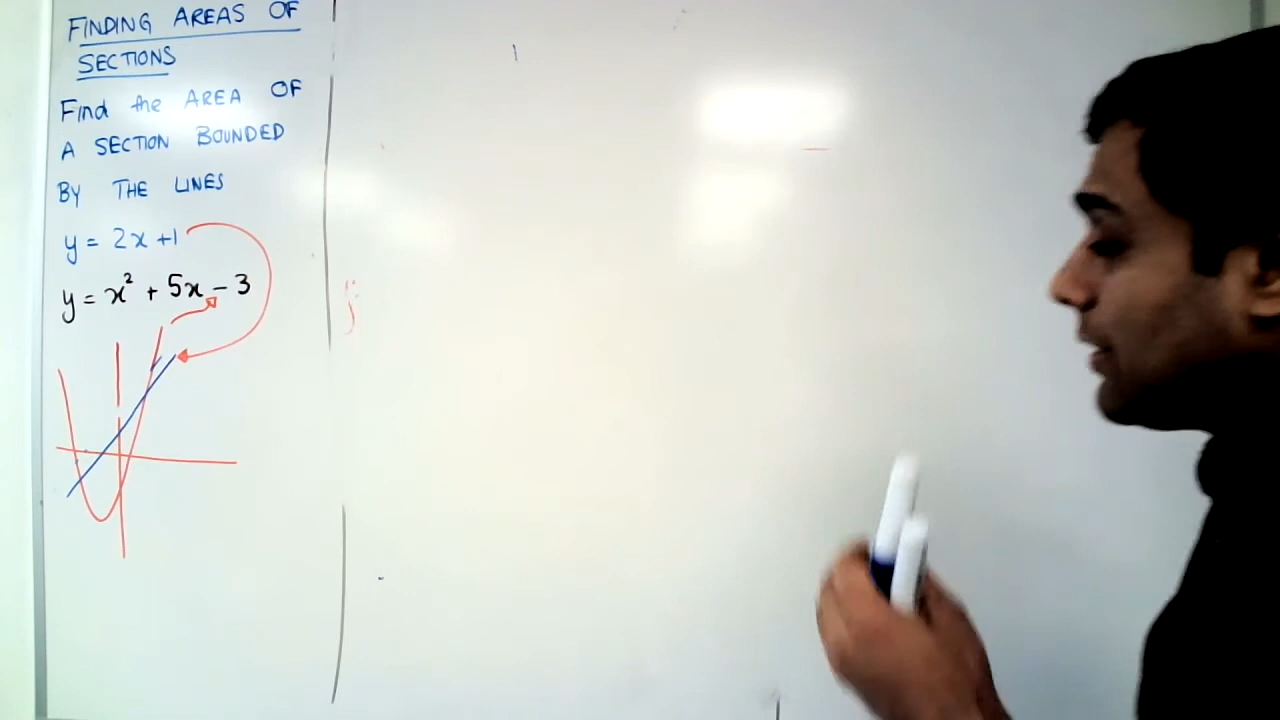 FINDING AREAS OF
SECTIONS
Find the AREA OF
A SECTION BOUNDED
BY THE LINES
y = 2x +1
y = x² + 5x - 3